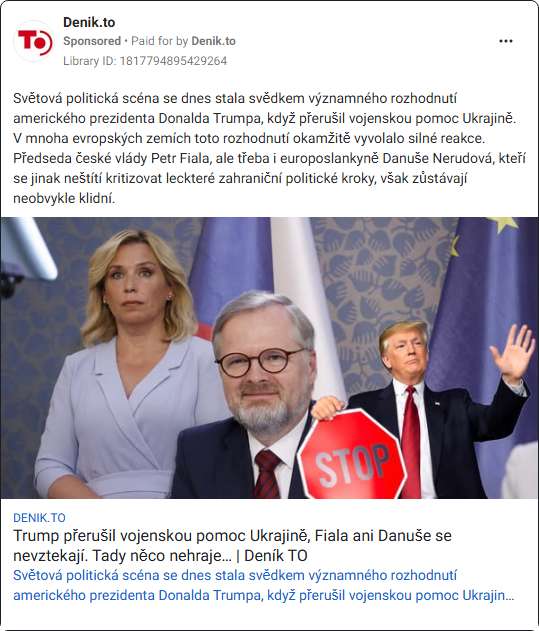 Denik.to
Sponsored • Paid for by Denik.to
Library ID: 1817794895429264
TO
Světová politická scéna se dnes stala svědkem významného rozhodnutí
amerického prezidenta Donalda Trumpa, když přerušil vojenskou pomoc Ukrajině.
V mnoha evropských zemích toto rozhodnutí okamžitě vyvolalo silné reakce.
Předseda české vlády Petr Fiala, ale třeba i europoslankyně Danuše Nerudová, kteří
se jinak neštítí kritizovat leckteré zahraniční politické kroky, však zůstávají
neobvykle klidní.
STOP
DENIK.TO
Trump přerušil vojenskou pomoc Ukrajině, Fiala ani Danuše se
nevztekají. Tady něco nehraje... | Deník TO
Světová politická scéna se dnes stala svědkem významného rozhodnutí
amerického prezidenta Donalda Trumpa, když přerušil vojenskou pomoc Ukrajin...